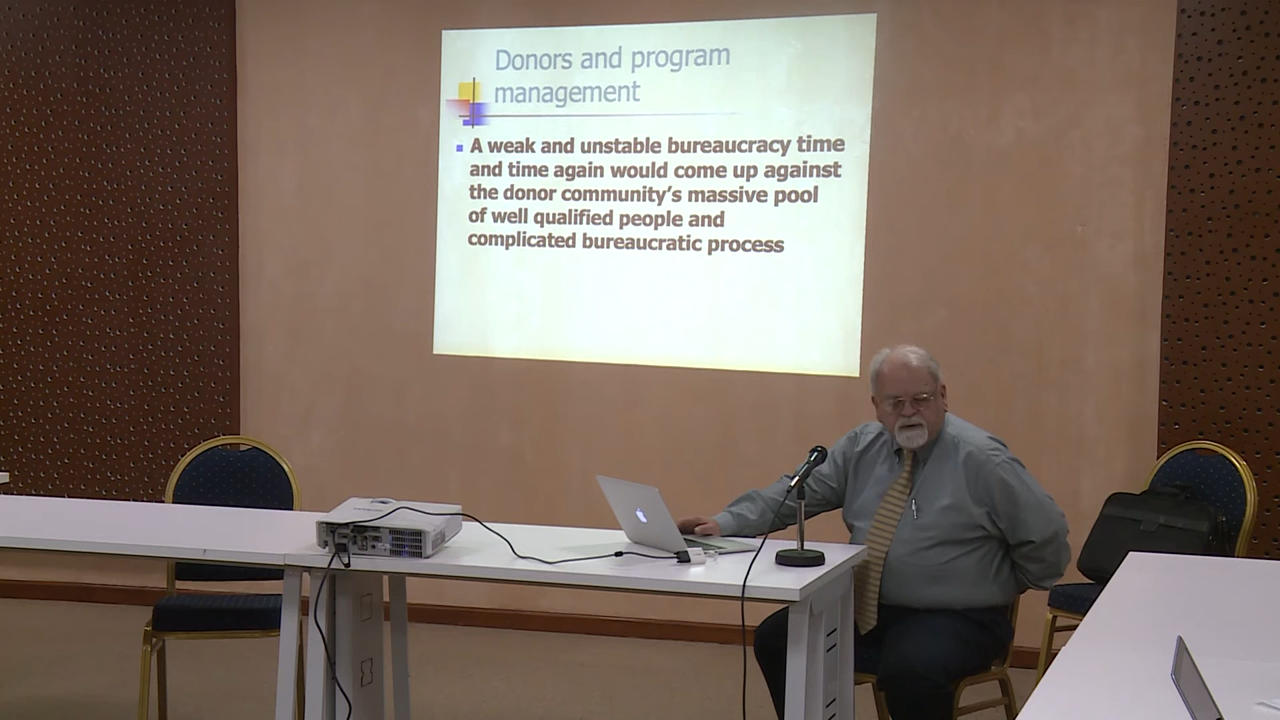 Donors and program
management
A weak and unstable bureaucracy time
and time again would come up against
the donor community's massive pool
of well qualified people and
complicated bureaucratic process